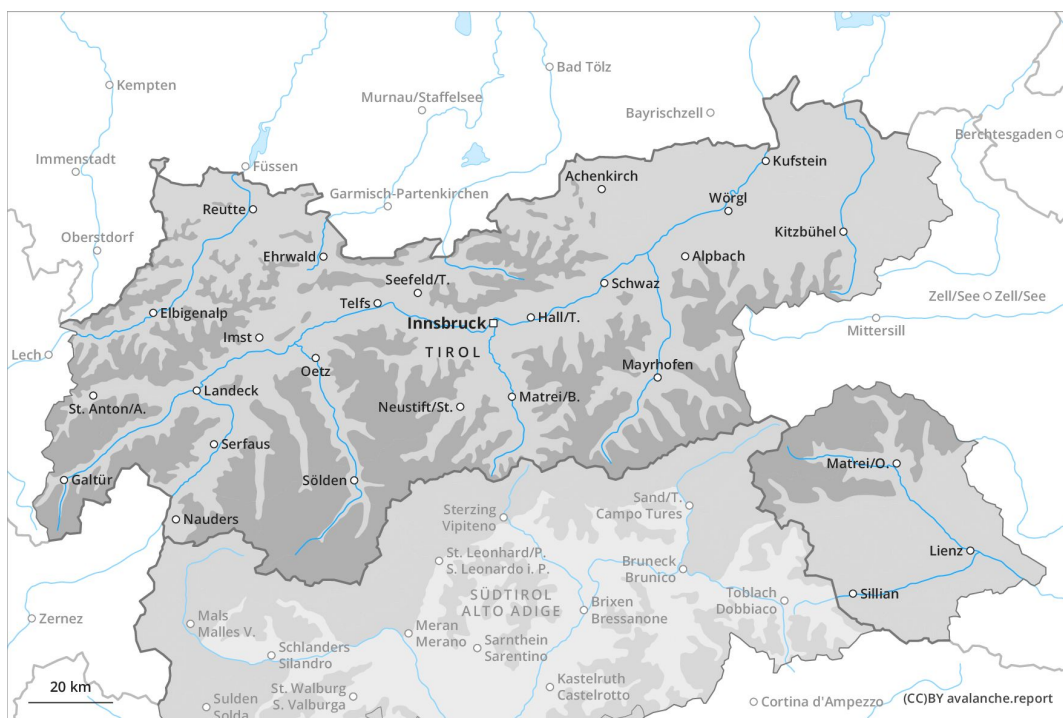 Kempten
Bad Tölz
Murnau/Staffelsee
Bayrischzell
Berchtesgaden
Immenstadt
Füssen
Kufstein
Achenkirch
Garmisch-Partenkirchen
Wörgl
Reutte
Kitzbühel
Oberstdorf
Ehrwald
Alpbach
Seefeld/T.
Schwaz
Zell/See
Zell/See
Telfs
Elbigenalp
Innsbruck
Hall/T.
Mittersill
Imst
Lech
TIROL
Oetz
Mayrhofen
Landeck
St. Anton/A.
Neustift/St.
Matrei/B.
Serfaus
Matrei/O.
Galtür
Sölden
Sand/T.
Campo Tures
Nauders
Sterzing
Vipiteno
Lienz
St. Leonhard/P.
S. Leonardo i. P.
Bruneck
Brunico
SÜDTIROL
ALTO ADIGE
Toblach
Dobbiaco
Sillian
Brixen
Bressanone
Zernez
Mals
Malles V.
Meran
Merano
Sarnthein
Sarentino
Schlanders
Silandro
Kastelruth
Castelrotto
20 km
St. Walburg
S. Valburga
Sulden
Solda
Cortina d'Ampezzo
(CC)BY avalanche.report